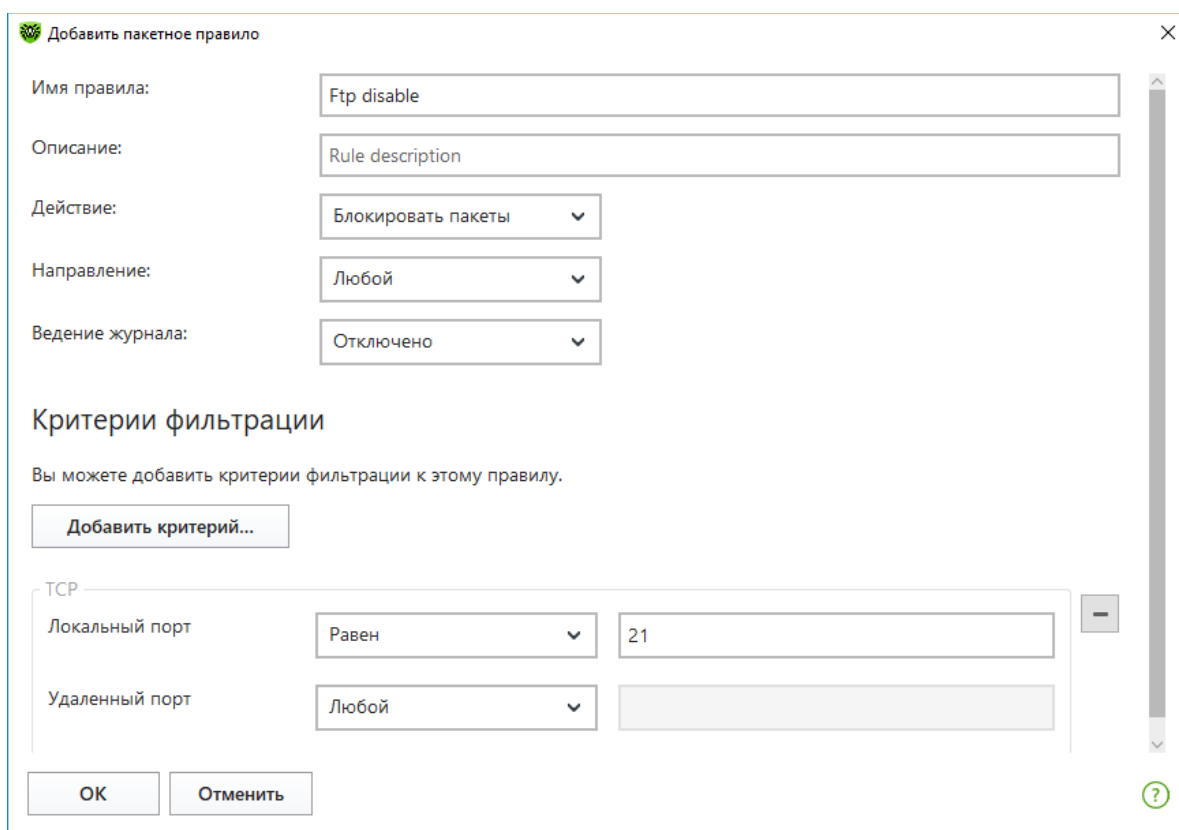 Добавить пакетное правило
Имя правила: Ftp disable
Описание: Rule description
Действие: Блокировать пакеты
Направление: Любой
Ведение журнала: Отключено
Критерии фильтрации
Вы можете добавить критерии фильтрации к этому правилу.
Добавить критерий...
TCP
Локальный порт Равен 21
Удаленный порт Любой
OK Отменить ?